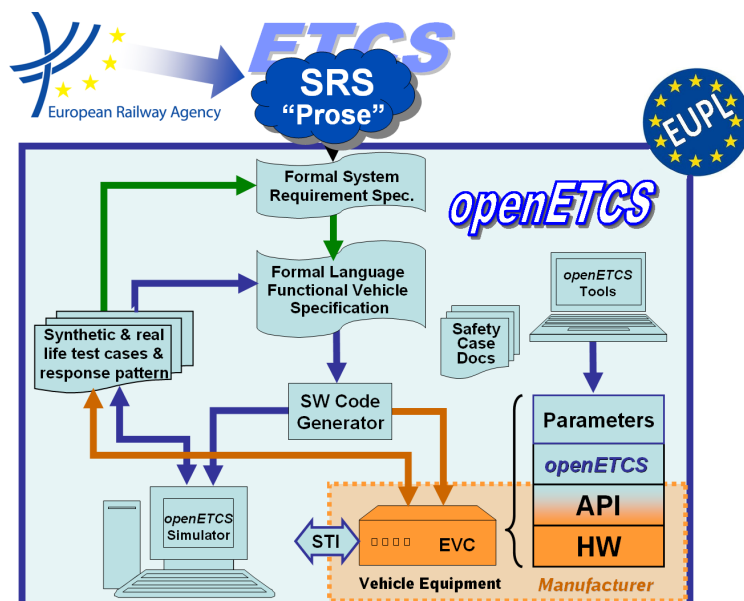 ETCS
SRS
“Prose”
European Railway Agency
EUPL
Formal System
Requirement Spec.
openETCS
Formal Language
Functional Vehicle
Specification
openETCS
Tools
Synthetic & real
life test cases &
response pattern
Safety
Case
Docs
SW Code
Generator
Parameters
openETCS
API
HW
openETCS
Simulator
STI
EVC
Vehicle Equipment
Manufacturer